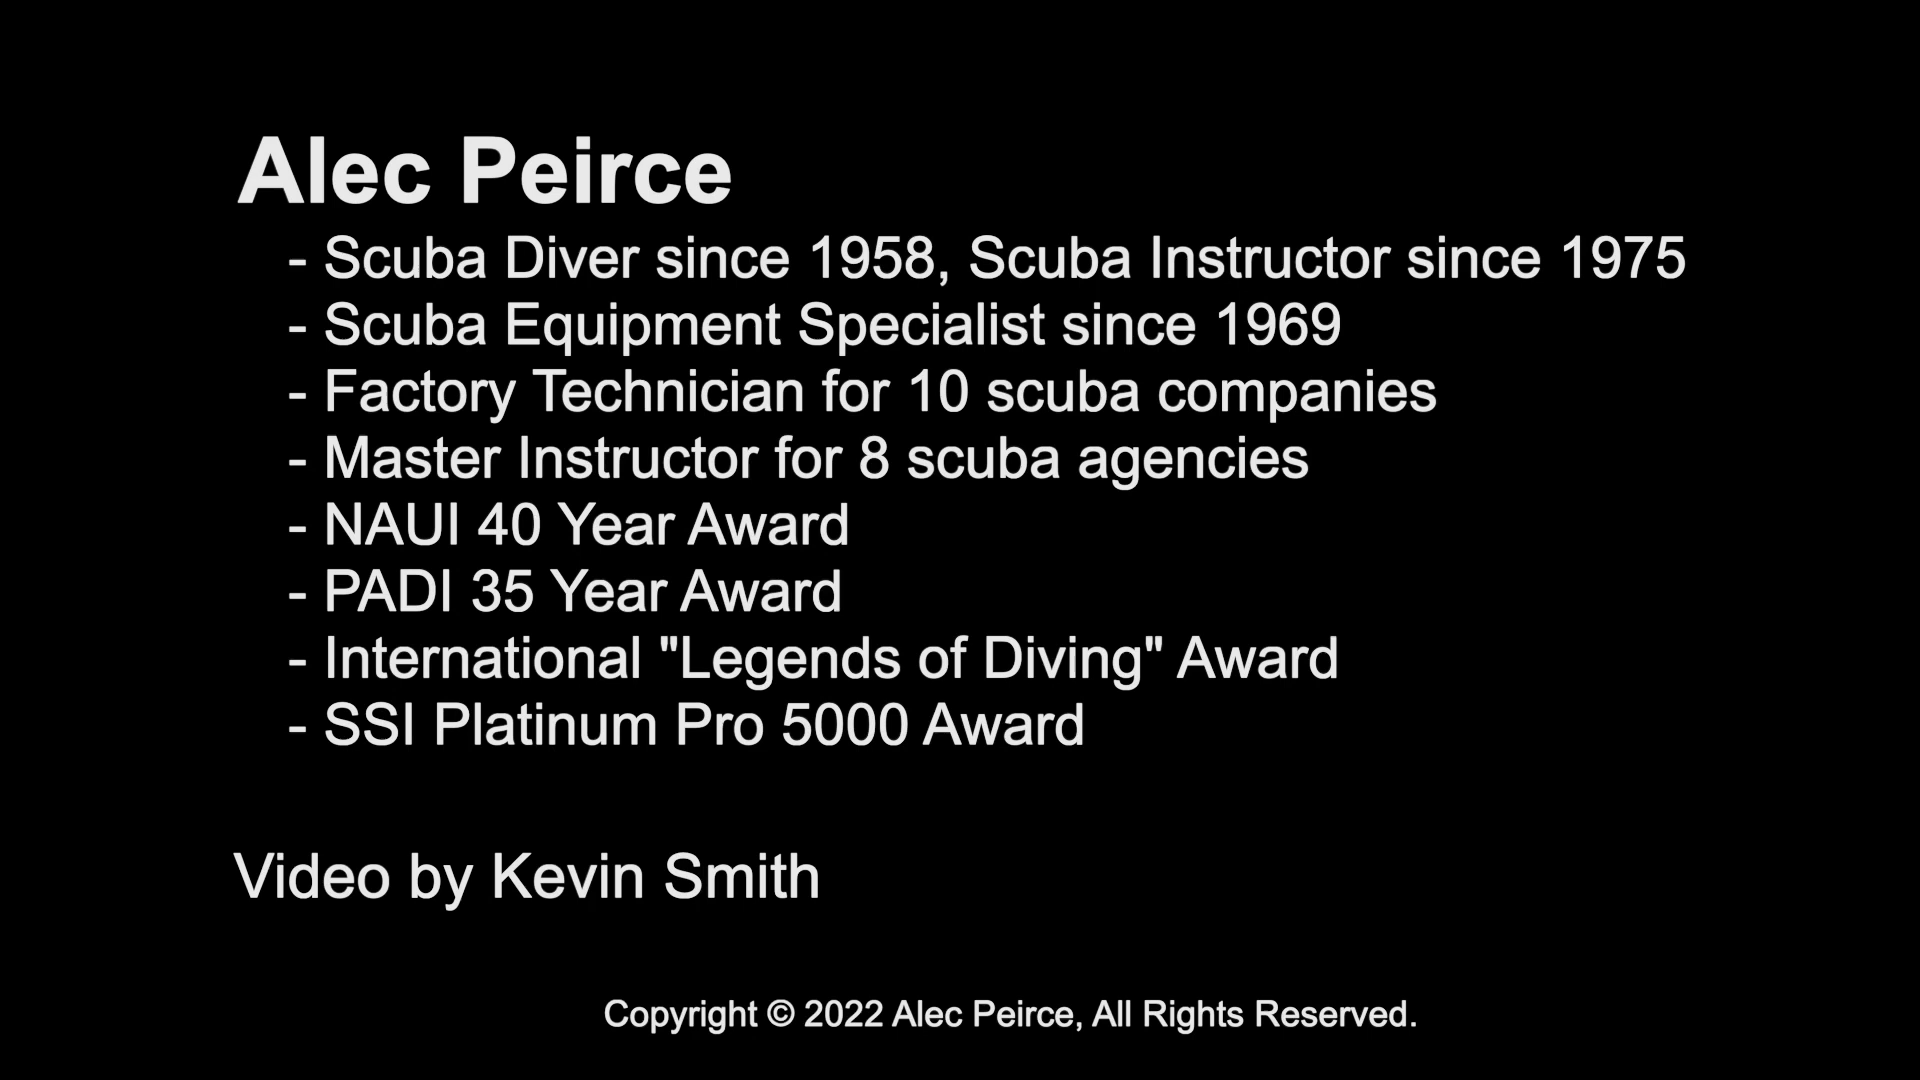 Alec Peirce
- Scuba Diver since 1958, Scuba Instructor since 1975
- Scuba Equipment Specialist since 1969
- Factory Technician for 10 scuba companies
- Master Instructor for 8 scuba agencies
- NAUI 40 Year Award
- PADI 35 Year Award
- International "Legends of Diving" Award
- SSI Platinum Pro 5000 Award
Video by Kevin Smith
Copyright © 2022 Alec Peirce, All Rights Reserved.